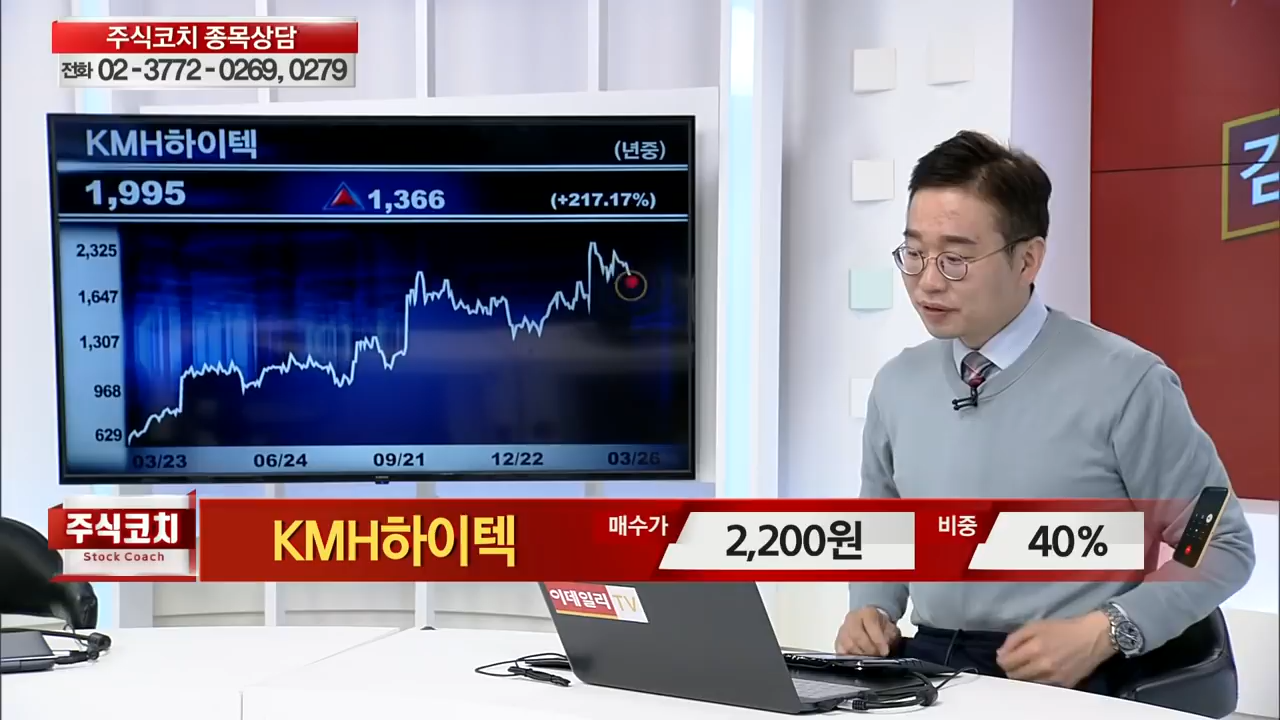 주식코치 종목상담
전화 02-3772-0269, 0279
KMH하이텍
(년중)
1,995
1,366
(+217.17%)
2,325
1,647
1,307
968
629
03/23
06/24
09/21
12/22
03/26
김
주식코치
Stock Coach
KMH하이텍
매수가
2,200원
비중
40%
이데일리TV